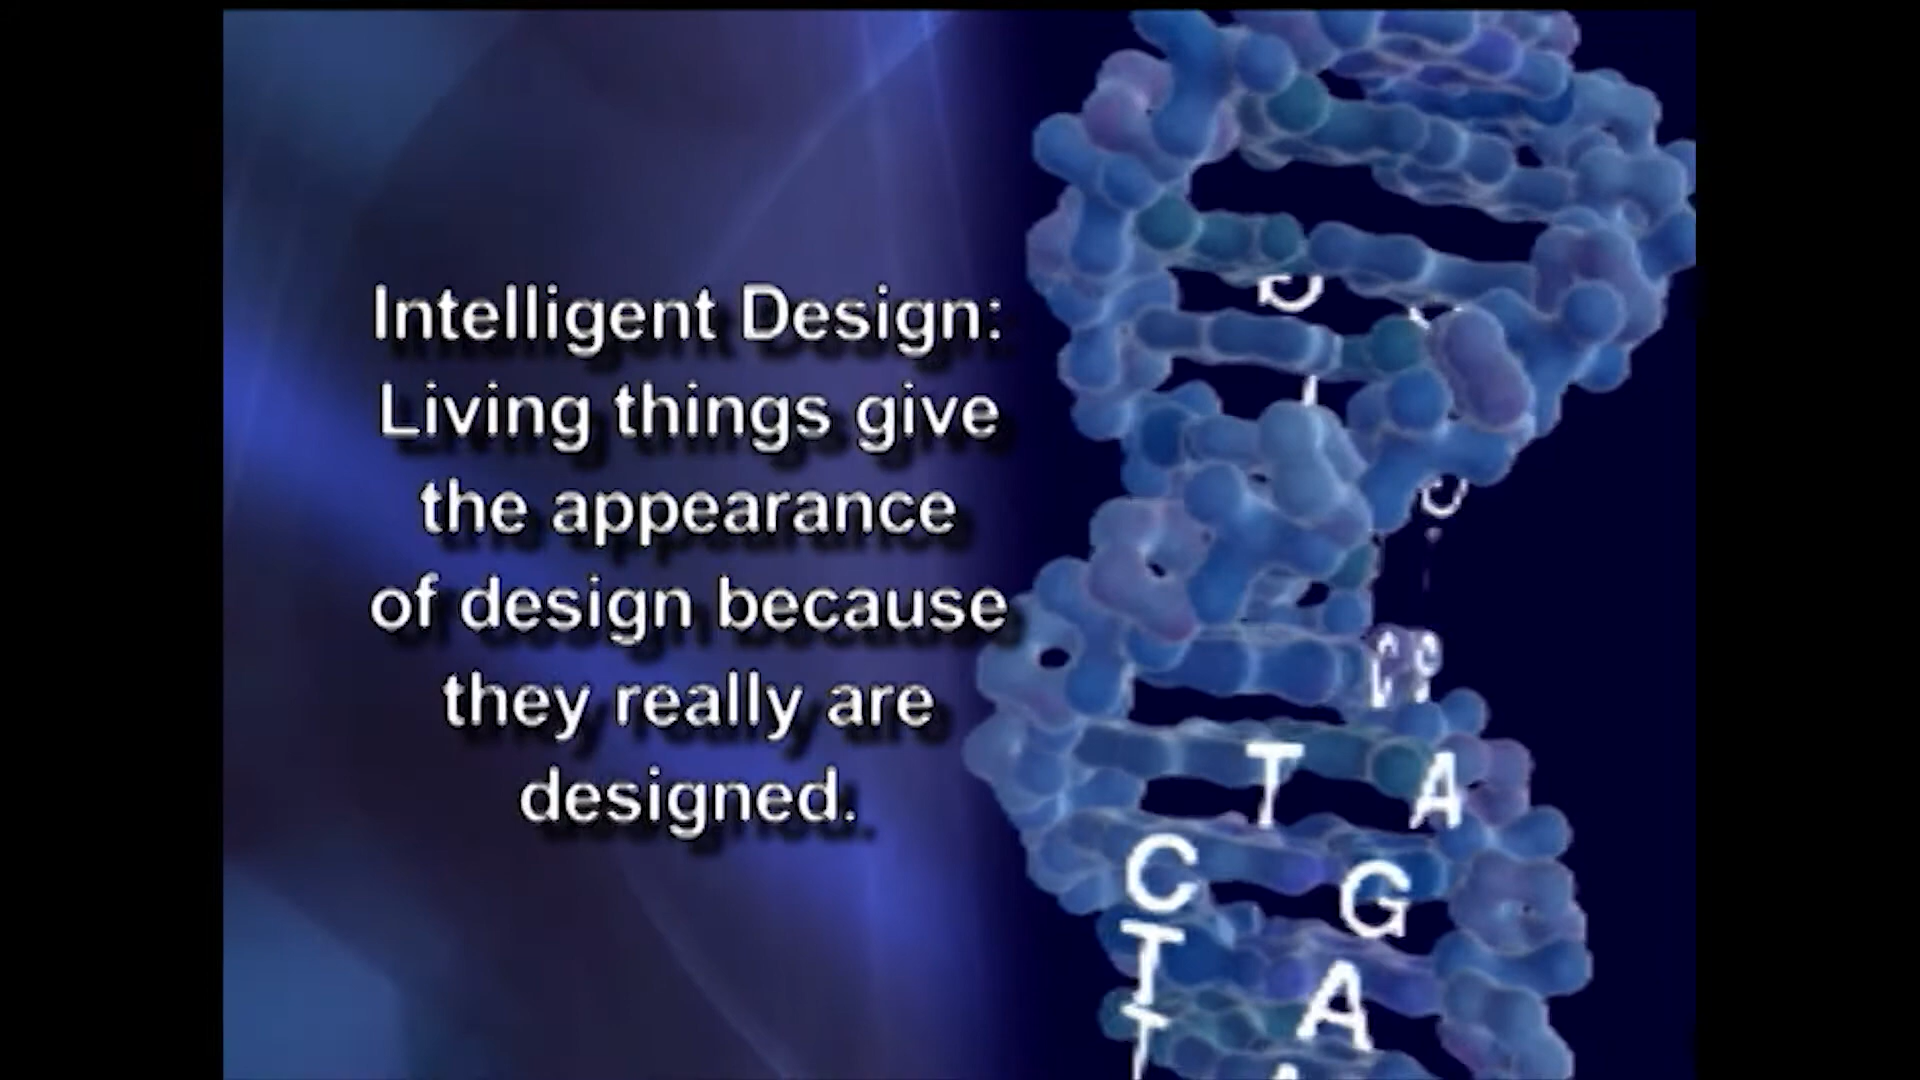 Intelligent Design:
Living things give
the appearance
of design because
they really are
designed.
T A
C G
T A
T